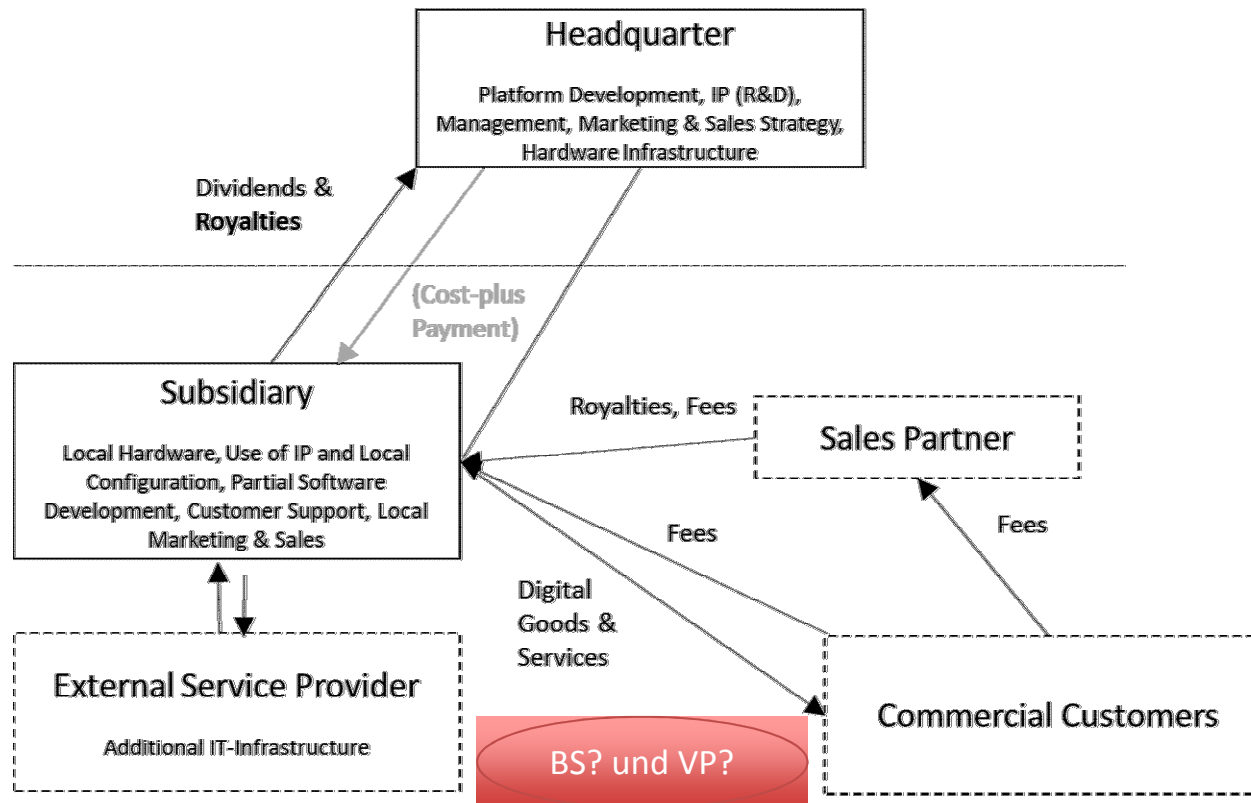 Headquarter
Platform Development, IP (R&D),
Management, Marketing & Sales Strategy,
Hardware Infrastructure
Dividends &
Royalties
(Cost-plus
Payment)
Subsidiary
Local Hardware, Use of IP and Local
Configuration, Partial Software
Development, Customer Support, Local
Marketing & Sales
Royalties, Fees
Sales Partner
Fees
Fees
Digital
Goods &
Services
External Service Provider
Additional IT-Infrastructure
Commercial Customers
BS? und VP?